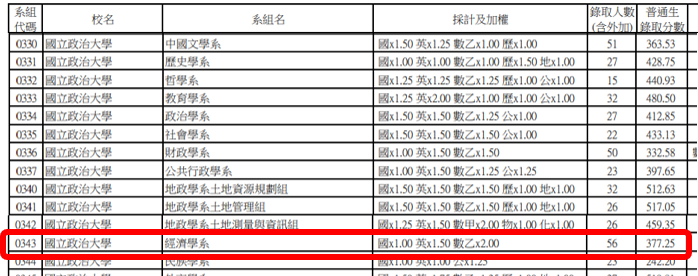 系組代碼 校名 系組名 採計及加權 錄取人數(含外加) 普通生錄取分數
0330 國立政治大學 中國文學系 國x1.50 英x1.25 數乙x1.00 歷x1.00 51 363.53
0331 國立政治大學 歷史學系 國x1.00 英x1.00 數乙x1.00 歷x1.50 地x1.00 27 428.75
0332 國立政治大學 哲學系 國x1.25 英x1.25 數乙x1.25 歷x1.00 公x1.00 15 440.93
0333 國立政治大學 教育學系 國x1.25 英x2.00 數乙x1.00 歷x1.00 公x1.00 32 480.50
0334 國立政治大學 政治學系 國x1.50 英x1.50 數乙x1.25 公x1.00 27 412.85
0335 國立政治大學 社會學系 國x1.50 英x1.50 數乙x1.50 公x1.00 22 433.13
0336 國立政治大學 財政學系 國x1.00 英x1.00 數乙x1.50 50 332.58
0337 國立政治大學 公共行政學系 國x1.00 英x1.50 數乙x1.25 公x1.25 23 397.65
0340 國立政治大學 地政學系土地資源規劃組 國x1.50 英x1.50 數乙x1.50 歷x1.00 地x1.00 32 512.63
0341 國立政治大學 地政學系土地管理組 國x1.50 英x1.50 數乙x1.50 歷x1.00 地x1.00 26 517.05
0342 國立政治大學 地政學系土地測量與資訊組 國x1.25 英x1.50 數甲x2.00 物x1.00 化x1.00 26 459.35
0343 國立政治大學 經濟學系 國x1.00 英x1.50 數乙x2.00 56 377.25
0344 國立政治大學 民族學系 國x1.00 英x1.00 公x1.25 23 242.20